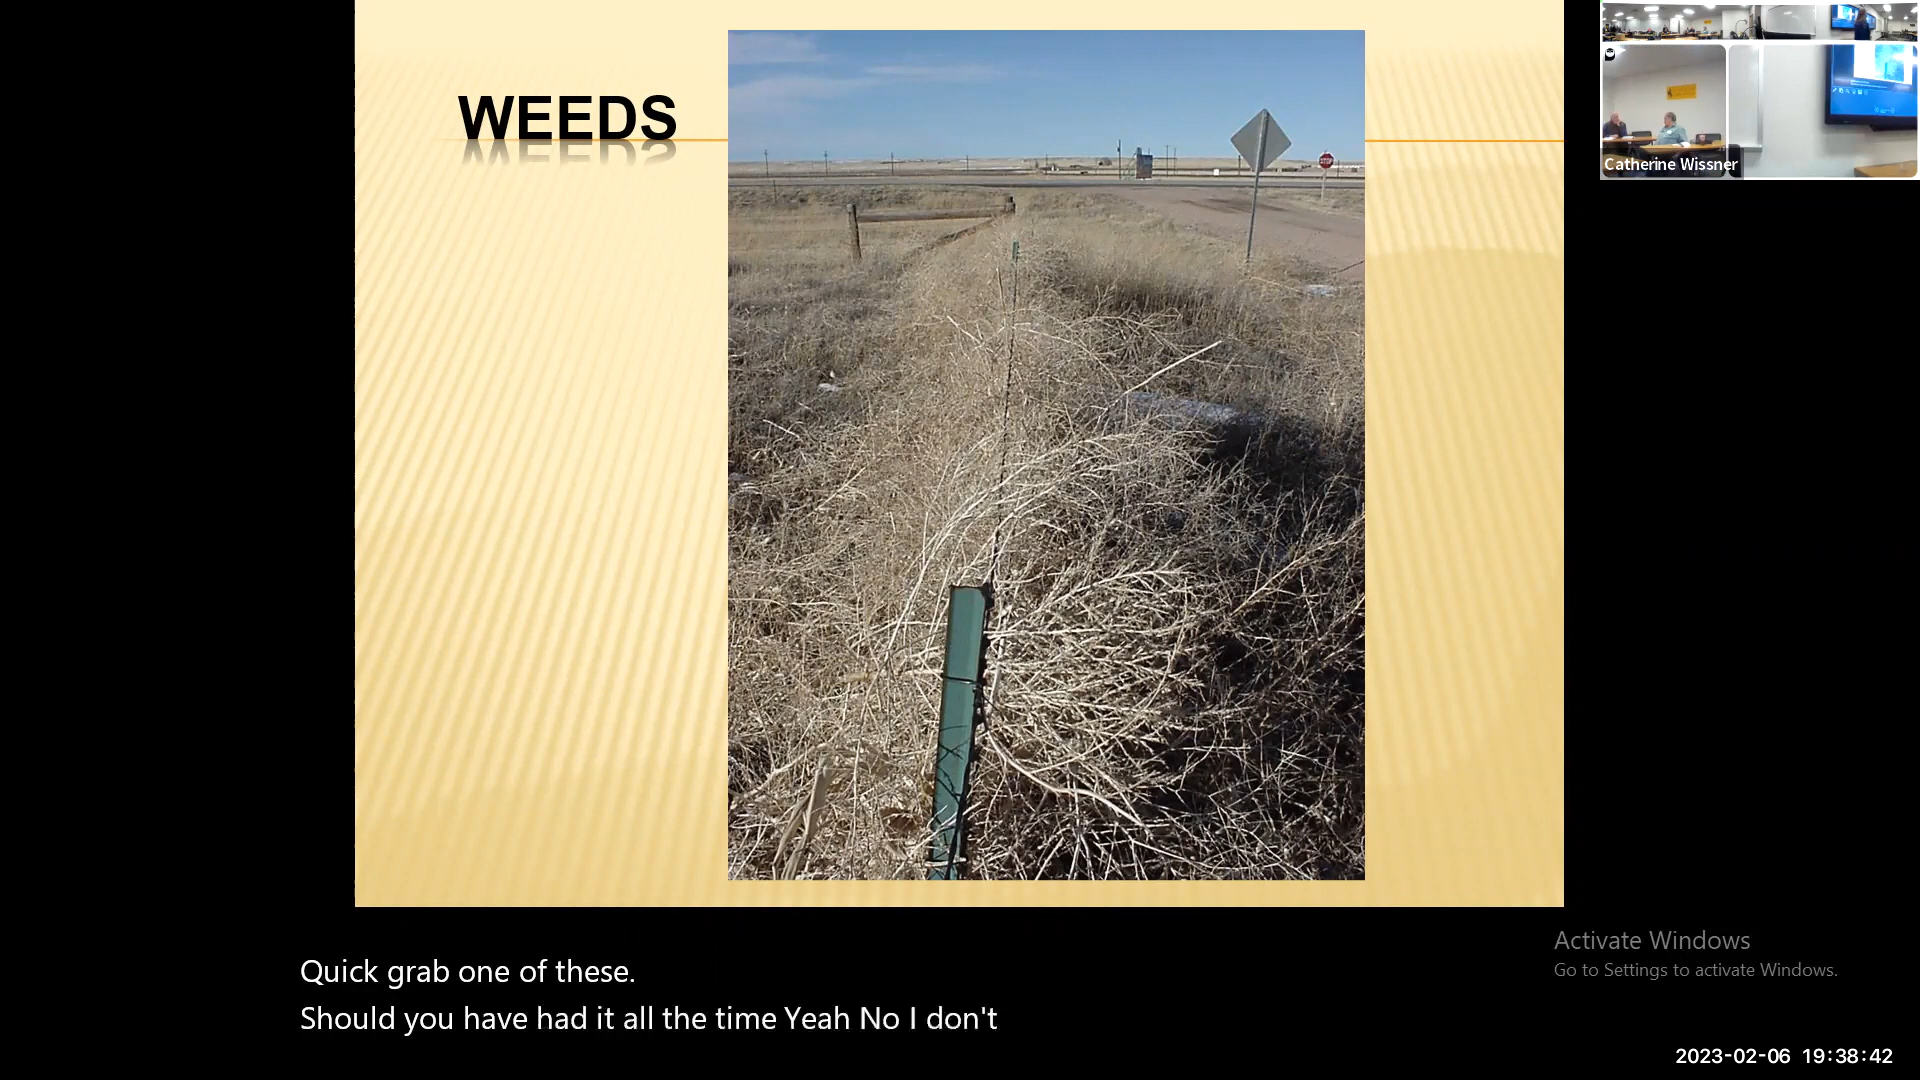 WEEDS
STOP
Catherine Wissner
Quick grab one of these.
Should you have had it all the time Yeah No I don't
Activate Windows
Go to Settings to activate Windows.
2023-02-06 19:38:42